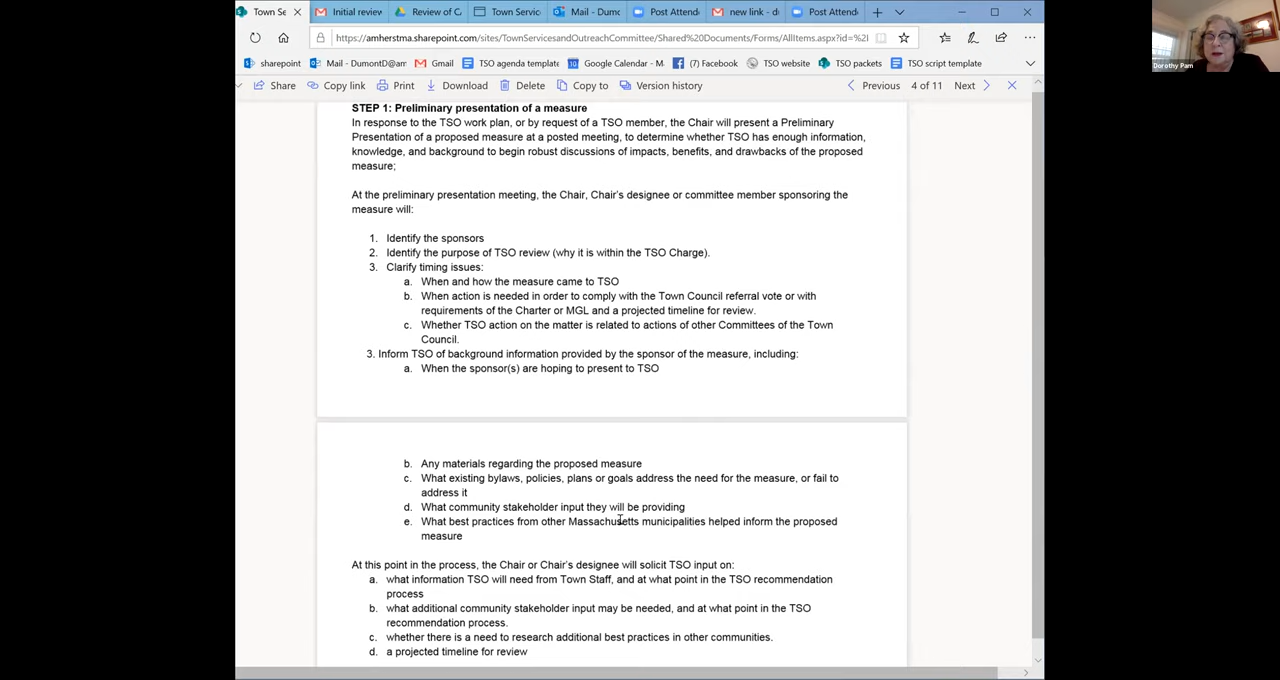 Town Se
Initial review
Review of C
Town Servic
Mail - Dumo
Post Attend
new link - d
Post Attend
https://amherstma.sharepoint.com/sites/TownServicesandOutreachCommittee/Shared%20Documents/Forms/AllItems.aspx?id=%2
sharepoint
Mail - DumontD@am
Gmail
TSO agenda template
Google Calendar - M
(7) Facebook
TSO website
TSO packets
TSO script template
Share
Copy link
Print
Download
Delete
Copy to
Version history
Previous
4 of 11
Next
Dorothy Pam
STEP 1: Preliminary presentation of a measure
In response to the TSO work plan, or by request of a TSO member, the Chair will present a Preliminary
Presentation of a proposed measure at a posted meeting, to determine whether TSO has enough information,
knowledge, and background to begin robust discussions of impacts, benefits, and drawbacks of the proposed
measure;
At the preliminary presentation meeting, the Chair, Chair's designee or committee member sponsoring the
measure will:
1. Identify the sponsors
2. Identify the purpose of TSO review (why it is within the TSO Charge).
3. Clarify timing issues:
a. When and how the measure came to TSO
b. When action is needed in order to comply with the Town Council referral vote or with
requirements of the Charter or MGL and a projected timeline for review.
c. Whether TSO action on the matter is related to actions of other Committees of the Town
Council.
3. Inform TSO of background information provided by the sponsor of the measure, including:
a. When the sponsor(s) are hoping to present to TSO
b. Any materials regarding the proposed measure
c. What existing bylaws, policies, plans or goals address the need for the measure, or fail to
address it
d. What community stakeholder input they will be providing
e. What best practices from other Massachusetts municipalities helped inform the proposed
measure
At this point in the process, the Chair or Chair's designee will solicit TSO input on:
a. what information TSO will need from Town Staff, and at what point in the TSO recommendation
process
b. what additional community stakeholder input may be needed, and at what point in the TSO
recommendation process.
c. whether there is a need to research additional best practices in other communities.
d. a projected timeline for review